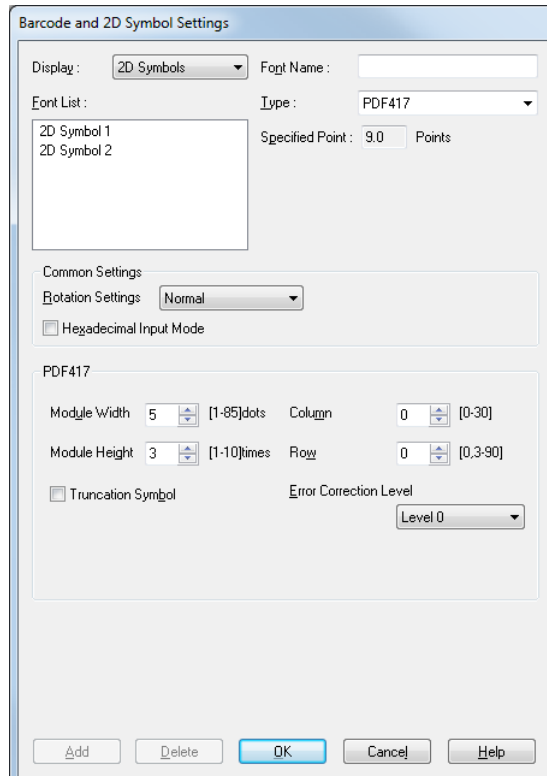 Barcode and 2D Symbol Settings
Display : 2D Symbols Font Name :
Font List : Type : PDF417
2D Symbol 1
2D Symbol 2
Specified Point : 9.0 Points
Common Settings
Rotation Settings Normal
Hexadecimal Input Mode
PDF417
Module Width 5 [1-85]dots Column 0 [0-30]
Module Height 3 [1-10]times Row 0 [0,3-90]
Truncation Symbol Error Correction Level
Level 0
Add Delete OK Cancel Help